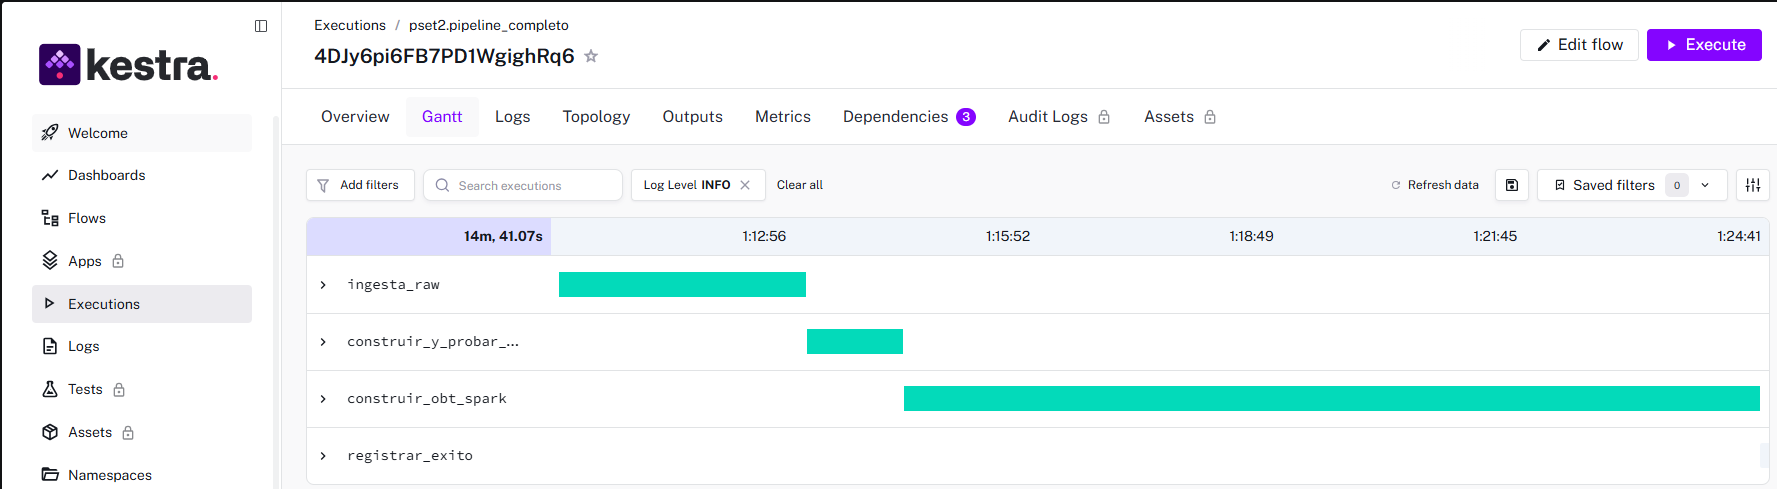 Executions / pset2.pipeline_completo
4DJy6pi6FB7PD1WgighRq6
Edit flow
Execute
kestra.
Welcome
Dashboards
Flows
Apps
Executions
Logs
Tests
Assets
Namespaces
Overview Gantt Logs Topology Outputs Metrics Dependencies 3 Audit Logs Assets
Add filters
Search executions
Log Level INFO
Clear all
Refresh data
Saved filters 0
14m, 41.07s 1:12:56 1:15:52 1:18:49 1:21:45 1:24:41
ingesta_raw
construir_y_probar_...
construir_obt_spark
registrar_exito